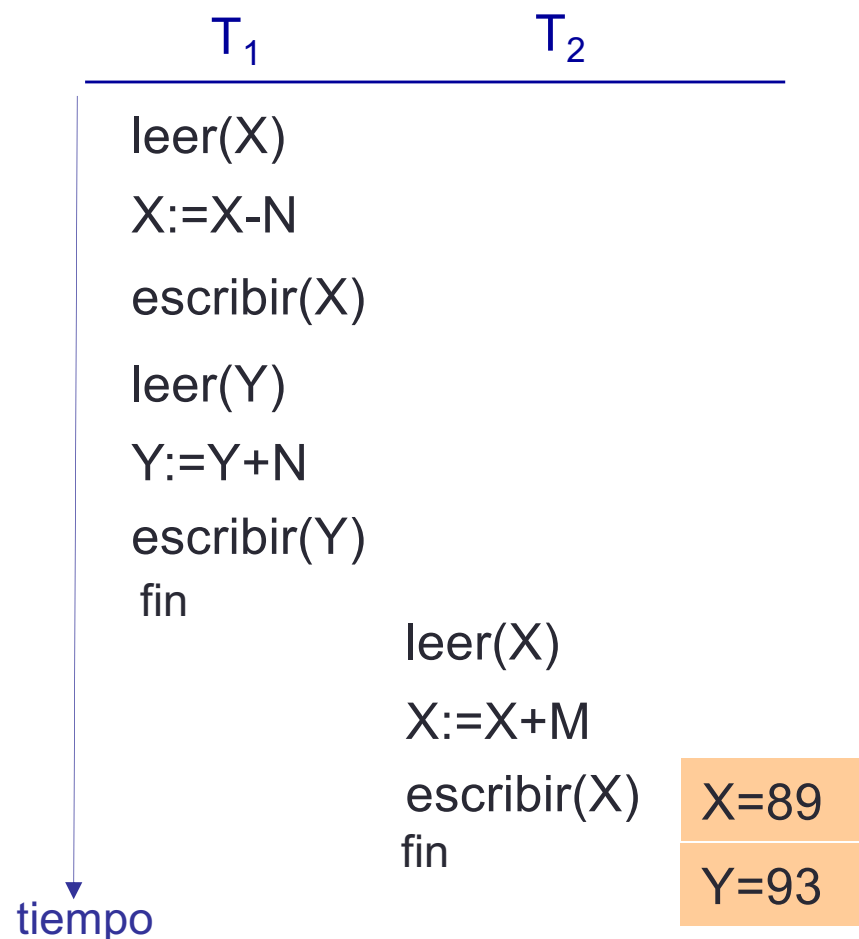 T₁ T₂
leer(X)
X:=X-N
escribir(X)
leer(Y)
Y:=Y+N
escribir(Y)
fin
leer(X)
X:=X+M
escribir(X) X=89
fin
Y=93
tiempo